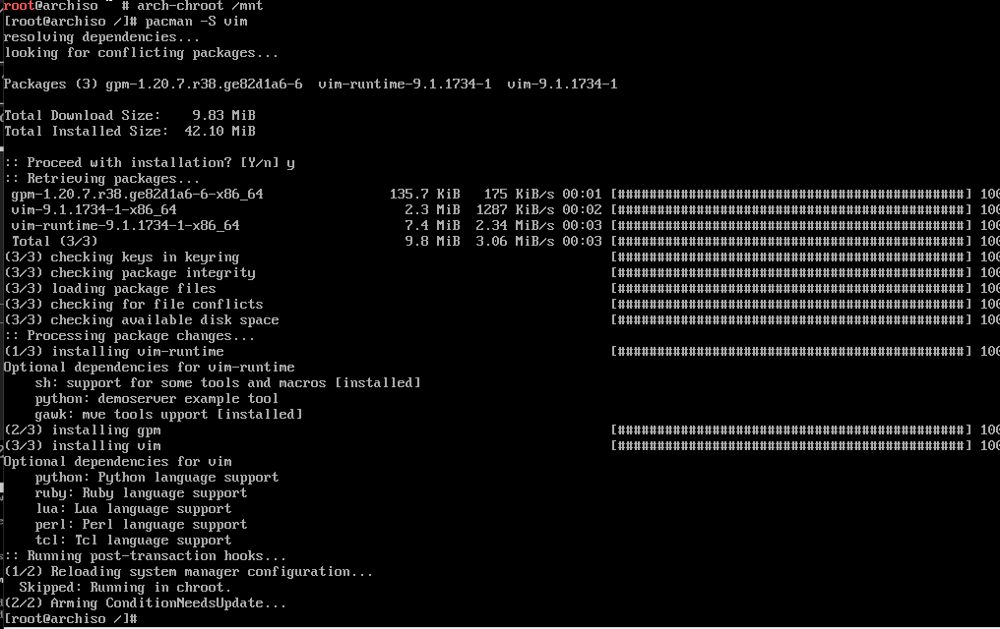 root@archiso ~ # arch-chroot /mnt
[root@archiso /]# pacman -S vim
resolving dependencies...
looking for conflicting packages...
Packages (3) gpm-1.20.7.r38.ge82d1a6-6  vim-runtime-9.1.1734-1  vim-9.1.1734-1
Total Download Size:    9.83 MiB
Total Installed Size:  42.10 MiB
:: Proceed with installation? [Y/n] y
:: Retrieving packages...
gpm-1.20.7.r38.ge82d1a6-6-x86_64 135.7 KiB 175 KiB/s 00:01 [############################################] 100
vim-9.1.1734-1-x86_64 2.3 MiB 1287 KiB/s 00:02 [############################################] 100
vim-runtime-9.1.1734-1-x86_64 7.4 MiB 2.34 MiB/s 00:03 [############################################] 100
Total (3/3) 9.8 MiB 3.06 MiB/s 00:03 [############################################] 100
(3/3) checking keys in keyring [############################################] 100
(3/3) checking package integrity [############################################] 100
(3/3) loading package files [############################################] 100
(3/3) checking for file conflicts [############################################] 100
(3/3) checking available disk space [############################################] 100
:: Processing package changes...
(1/3) installing vim-runtime [############################################] 100
Optional dependencies for vim-runtime
sh: support for some tools and macros [installed]
python: demoserver example tool
gawk: mve tools upport [installed]
(2/3) installing gpm [############################################] 100
(3/3) installing vim [############################################] 100
Optional dependencies for vim
python: Python language support
ruby: Ruby language support
lua: Lua language support
perl: Perl language support
tcl: Tcl language support
:: Running post-transaction hooks...
(1/2) Reloading system manager configuration...
Skipped: Running in chroot.
(2/2) Arming ConditionNeedsUpdate...
[root@archiso /]#